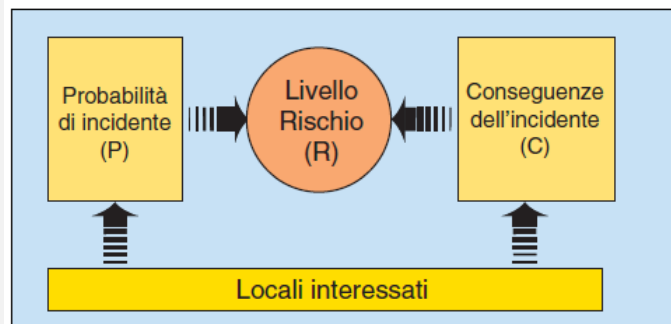 Probabilità
di incidente
(P)
Livello
Rischio
(R)
Conseguenze
dell'incidente
(C)
Locali interessati